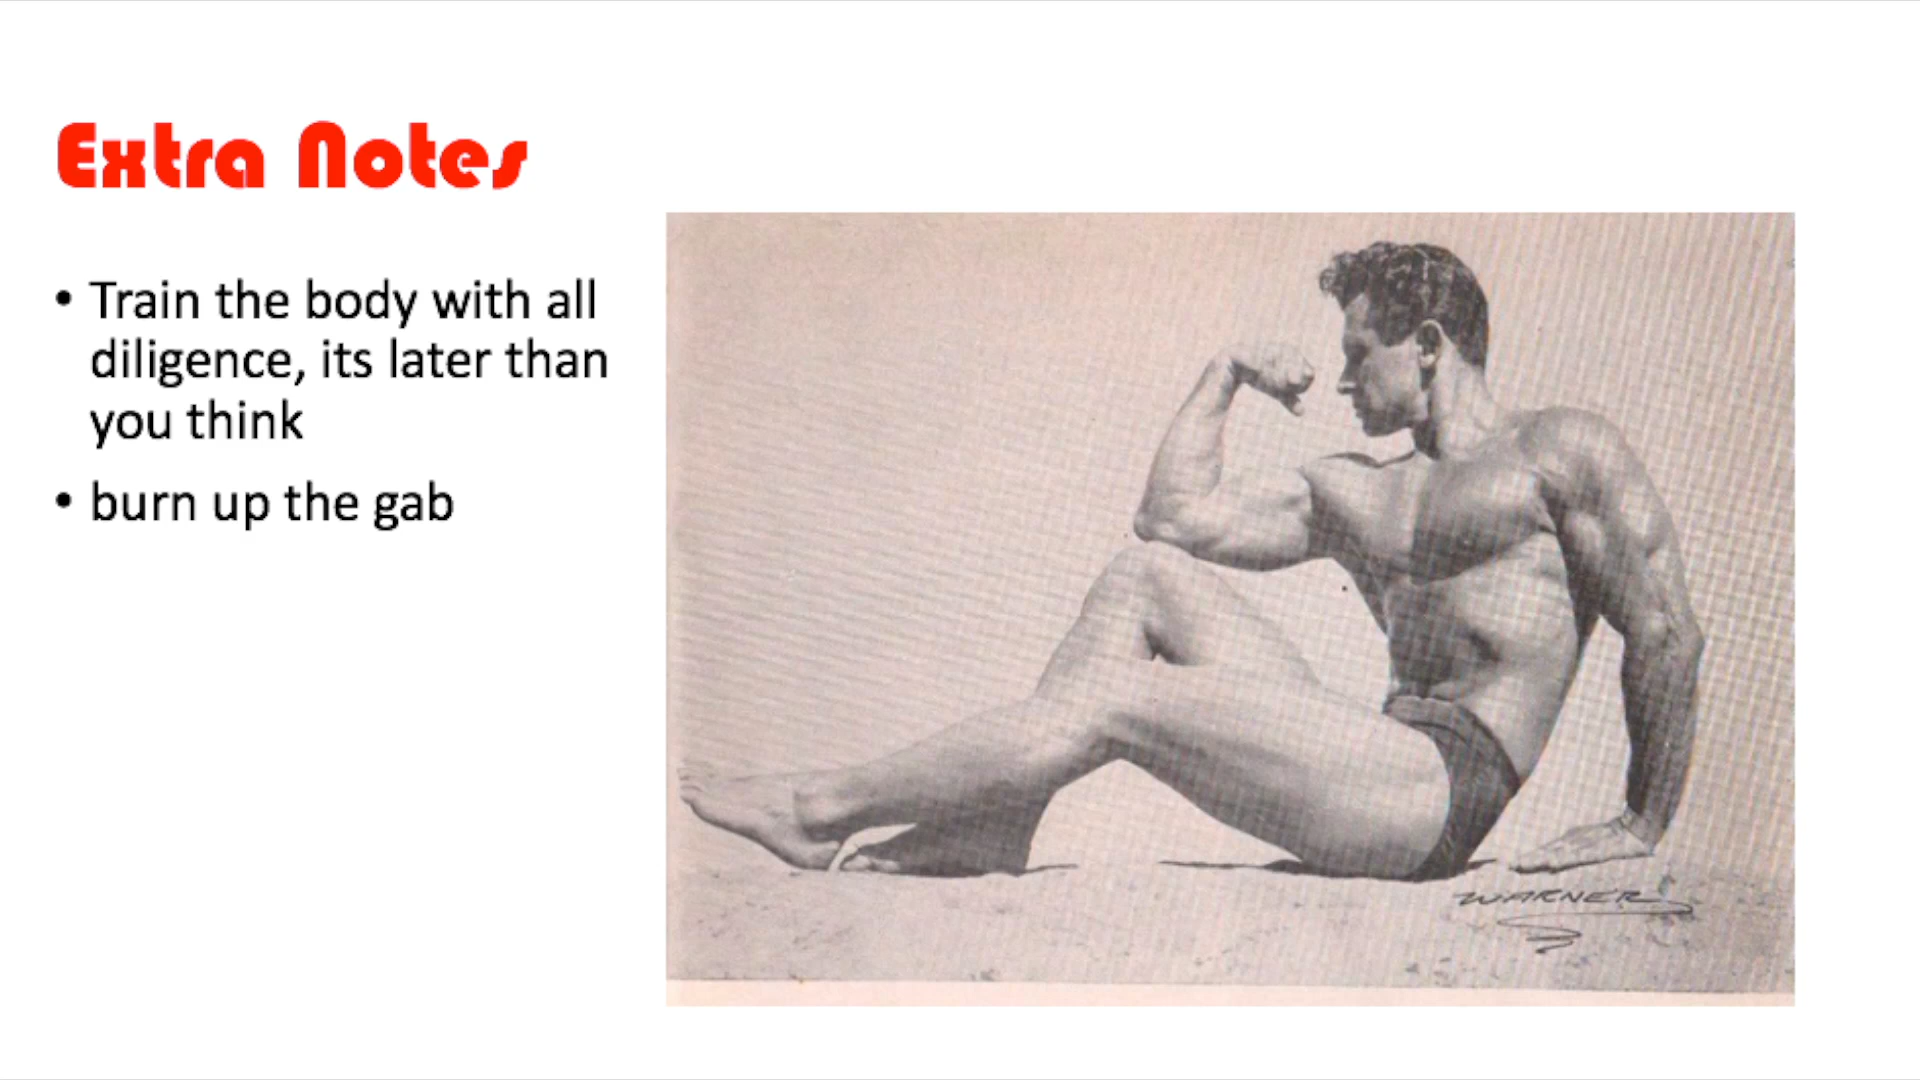 Extra Notes
• Train the body with all
diligence, its later than
you think
• burn up the gab
WARNER